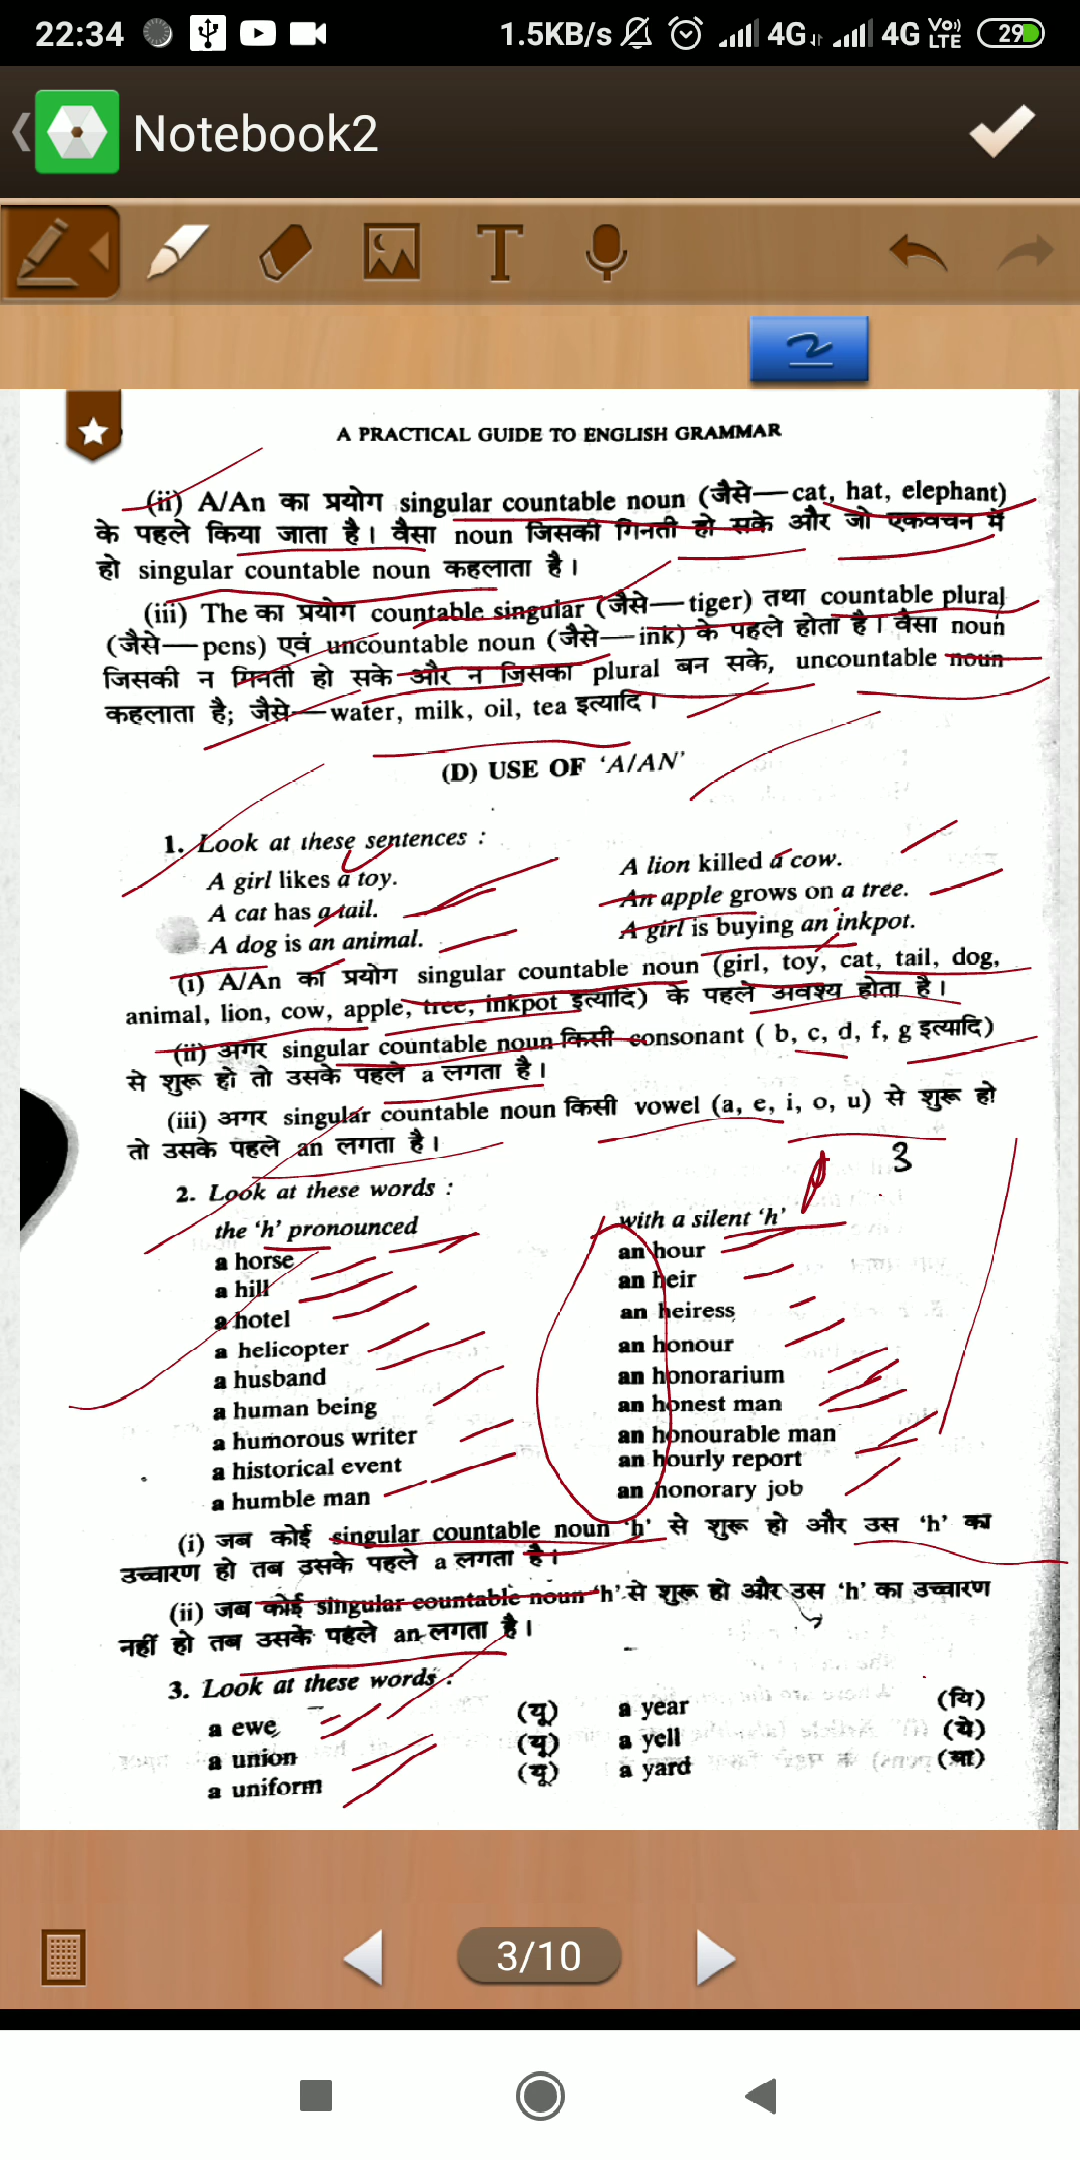 22:34
1.5KB/s 4G 4G VoLTE 29
Notebook2
A PRACTICAL GUIDE TO ENGLISH GRAMMAR
(ii) A/An का प्रयोग singular countable noun (जैसे—cat, hat, elephant)
के पहले किया जाता है। वैसा noun जिसकी गिनती हो सके और जो एकवचन में
हो singular countable noun कहलाता है।
(iii) The का प्रयोग countable singular (जैसे—tiger) तथा countable plural
(जैसे—pens) एवं uncountable noun (जैसे—ink) के पहले होता है। वैसा noun
जिसकी न गिनती हो सके और न जिसका plural बन सके, uncountable noun
कहलाता है; जैसे—water, milk, oil, tea इत्यादि।
(D) USE OF 'A/AN'
1. Look at these sentences :
A girl likes a toy. A lion killed a cow.
A cat has a tail. An apple grows on a tree.
A dog is an animal. A girl is buying an inkpot.
(i) A/An का प्रयोग singular countable noun (girl, toy, cat, tail, dog,
animal, lion, cow, apple, tree, inkpot इत्यादि) के पहले अवश्य होता है।
(ii) अगर singular countable noun किसी consonant ( b, c, d, f, g इत्यादि)
से शुरू हो तो उसके पहले a लगता है।
(iii) अगर singular countable noun किसी vowel (a, e, i, o, u) से शुरू हो
तो उसके पहले an लगता है।
3
2. Look at these words :
the 'h' pronounced with a silent 'h'
a horse an hour
a hill an heir
a hotel an heiress
a helicopter an honour
a husband an honorarium
a human being an honest man
a humorous writer an honourable man
a historical event an hourly report
a humble man an honorary job
(i) जब कोई singular countable noun 'h' से शुरू हो और उस 'h' का
उच्चारण हो तब उसके पहले a लगता है।
(ii) जब कोई singular countable noun 'h' से शुरू हो और उस 'h' का उच्चारण
नहीं हो तब उसके पहले an लगता है।
3. Look at these words :
a ewe (यू) a year (यि)
a union (यू) a yell (ये)
a uniform (यू) a yard (या)
3/10